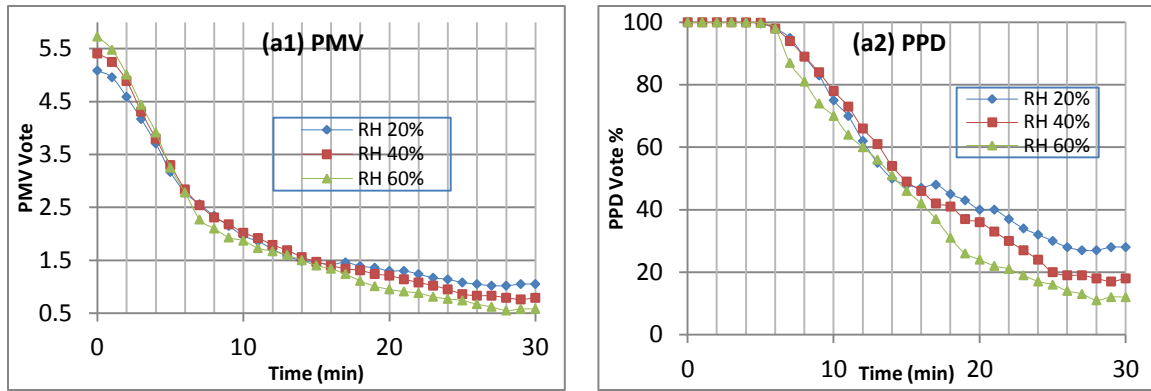 (a1) PMV
PMV Vote
5.5
4.5
3.5
2.5
1.5
0.5
RH 20%
RH 40%
RH 60%
0
10
20
30
Time (min)
(a2) PPD
PPD Vote %
100
80
60
40
20
0
RH 20%
RH 40%
RH 60%
0
10
20
30
Time (min)